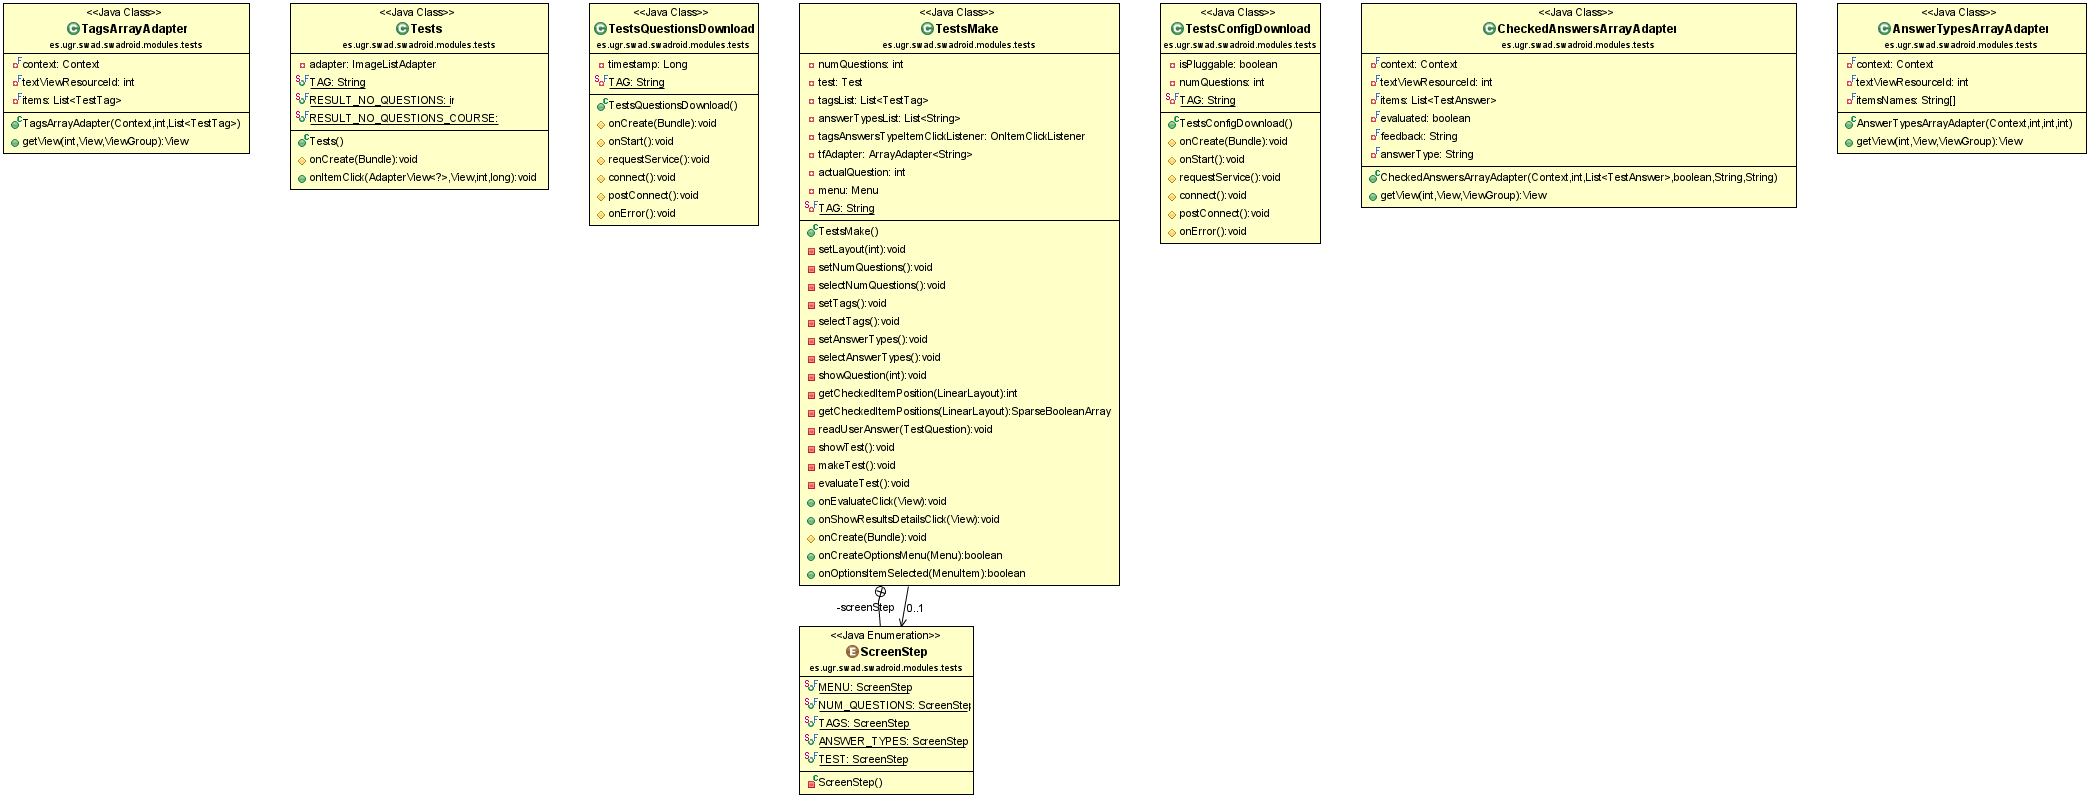 <<Java Class>>
TagsArrayAdapter
es.ugr.swad.swadroid.modules.tests
context: Context
textViewResourceId: int
items: List<TestTag>
TagsArrayAdapter(Context,int,List<TestTag>)
getView(int,View,ViewGroup):View
<<Java Class>>
Tests
es.ugr.swad.swadroid.modules.tests
adapter: ImageListAdapter
TAG: String
RESULT_NO_QUESTIONS: ir
RESULT_NO_QUESTIONS_COURSE:
Tests()
onCreate(Bundle):void
onItemClick(AdapterView<?>,View,int,long):void
<<Java Class>>
TestsQuestionsDownload
es.ugr.swad.swadroid.modules.tests
timestamp: Long
TAG: String
TestsQuestionsDownload()
onCreate(Bundle):void
onStart():void
requestService():void
connect():void
postConnect():void
onError():void
<<Java Class>>
TestsMake
es.ugr.swad.swadroid.modules.tests
numQuestions: int
test: Test
tagsList: List<TestTag>
answerTypesList: List<String>
tagsAnswersTypeItemClickListener: OnItemClickListener
tfAdapter: ArrayAdapter<String>
actualQuestion: int
menu: Menu
TAG: String
TestsMake()
setLayout(int):void
setNumQuestions():void
selectNumQuestions():void
setTags():void
selectTags():void
setAnswerTypes():void
selectAnswerTypes():void
showQuestion(int):void
getCheckedItemPosition(LinearLayout):int
getCheckedItemPositions(LinearLayout):SparseBooleanArray
readUserAnswer(TestQuestion):void
showTest():void
makeTest():void
evaluateTest():void
onEvaluateClick(View):void
onShowResultsDetailsClick(View):void
onCreate(Bundle):void
onCreateOptionsMenu(Menu):boolean
onOptionsItemSelected(MenuItem):boolean
<<Java Class>>
TestsConfigDownload
es.ugr.swad.swadroid.modules.tests
isPluggable: boolean
numQuestions: int
TAG: String
TestsConfigDownload()
onCreate(Bundle):void
onStart():void
requestService():void
connect():void
postConnect():void
onError():void
<<Java Class>>
CheckedAnswersArrayAdapter
es.ugr.swad.swadroid.modules.tests
context: Context
textViewResourceId: int
items: List<TestAnswer>
evaluated: boolean
feedback: String
answerType: String
CheckedAnswersArrayAdapter(Context,int,List<TestAnswer>,boolean,String,String)
getView(int,View,ViewGroup):View
<<Java Class>>
AnswerTypesArrayAdapter
es.ugr.swad.swadroid.modules.tests
context: Context
textViewResourceId: int
itemsNames: String[]
AnswerTypesArrayAdapter(Context,int,int,int)
getView(int,View,ViewGroup):View
-screenStep 0..1
<<Java Enumeration>>
ScreenStep
es.ugr.swad.swadroid.modules.tests
MENU: ScreenStep
NUM_QUESTIONS: ScreenStep
TAGS: ScreenStep
ANSWER_TYPES: ScreenStep
TEST: ScreenStep
ScreenStep()